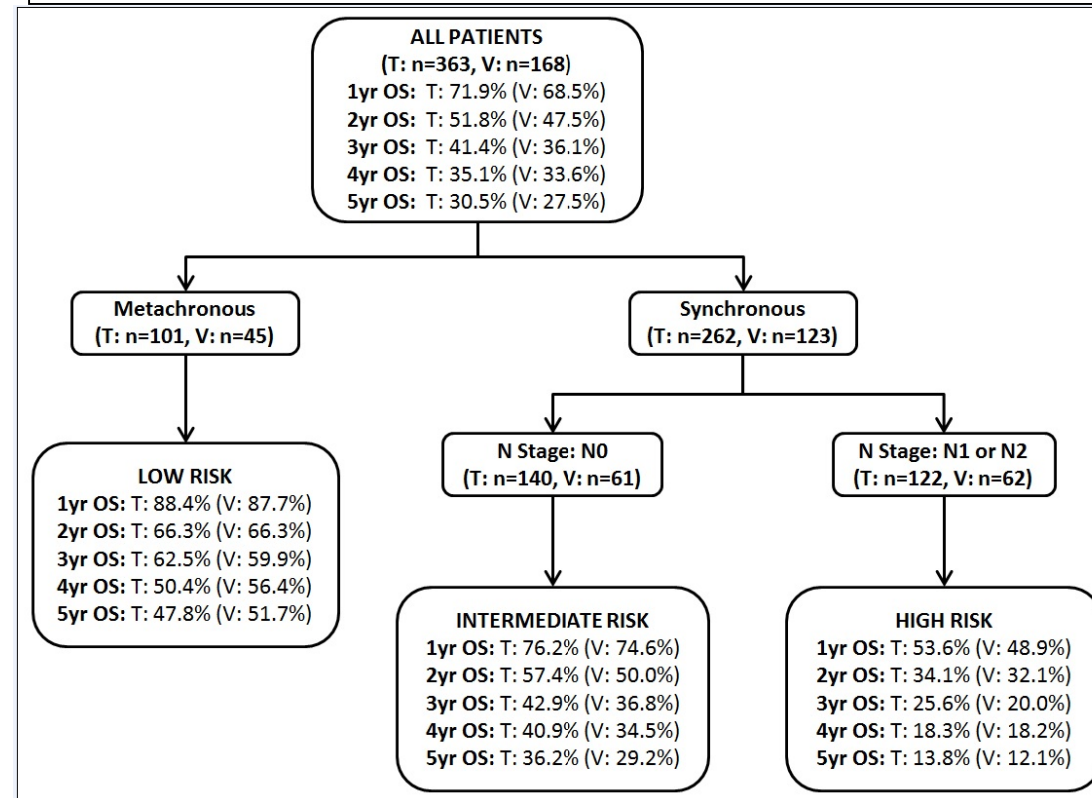 ALL PATIENTS
(T: n=363, V: n=168)
1yr OS: T: 71.9% (V: 68.5%)
2yr OS: T: 51.8% (V: 47.5%)
3yr OS: T: 41.4% (V: 36.1%)
4yr OS: T: 35.1% (V: 33.6%)
5yr OS: T: 30.5% (V: 27.5%)
Metachronous
(T: n=101, V: n=45)
Synchronous
(T: n=262, V: n=123)
LOW RISK
1yr OS: T: 88.4% (V: 87.7%)
2yr OS: T: 66.3% (V: 66.3%)
3yr OS: T: 62.5% (V: 59.9%)
4yr OS: T: 50.4% (V: 56.4%)
5yr OS: T: 47.8% (V: 51.7%)
N Stage: N0
(T: n=140, V: n=61)
N Stage: N1 or N2
(T: n=122, V: n=62)
INTERMEDIATE RISK
1yr OS: T: 76.2% (V: 74.6%)
2yr OS: T: 57.4% (V: 50.0%)
3yr OS: T: 42.9% (V: 36.8%)
4yr OS: T: 40.9% (V: 34.5%)
5yr OS: T: 36.2% (V: 29.2%)
HIGH RISK
1yr OS: T: 53.6% (V: 48.9%)
2yr OS: T: 34.1% (V: 32.1%)
3yr OS: T: 25.6% (V: 20.0%)
4yr OS: T: 18.3% (V: 18.2%)
5yr OS: T: 13.8% (V: 12.1%)